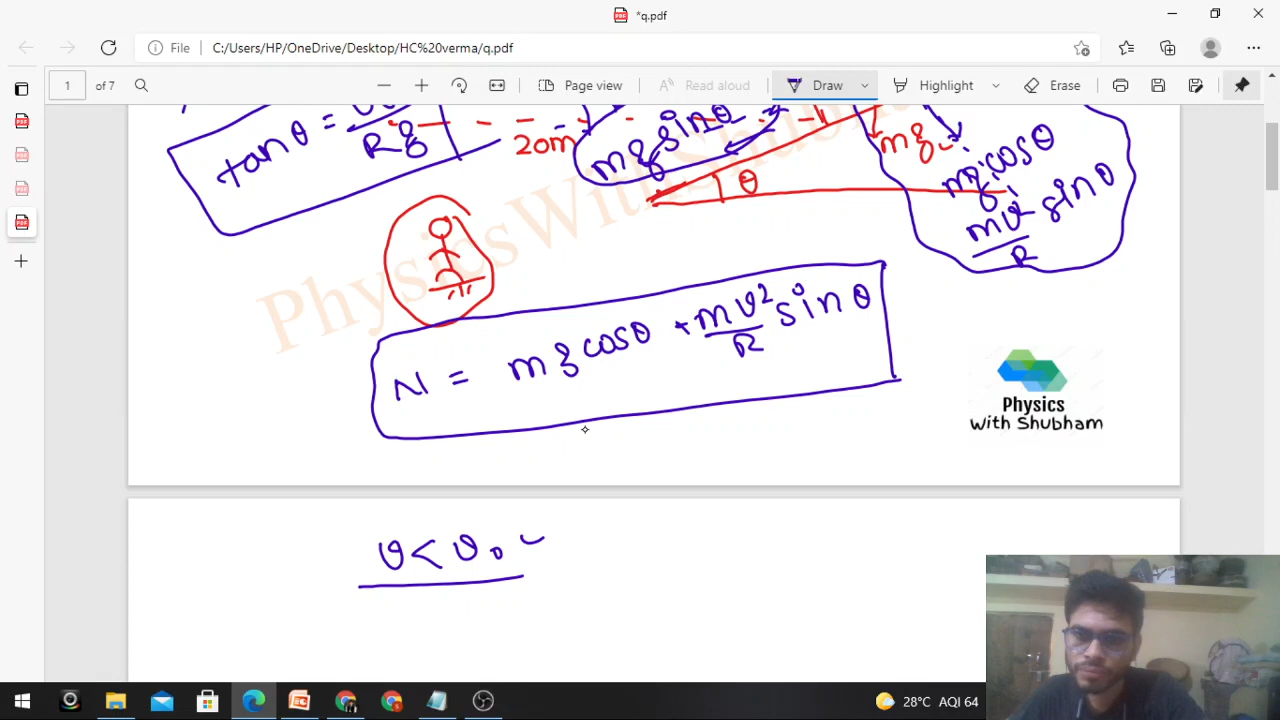 *q.pdf
File C:/Users/HP/OneDrive/Desktop/HC%20verma/q.pdf
1 of 7 Page view Read aloud Draw Highlight Erase
tanθ = Rg
20m
mg sinθ
θ
mg
mg cosθ
mv sinθ
R
PhysicsWithShubha
N = mg cosθ + mv² sinθ
R
Physics
With Shubham
v < v₀
28°C AQI 64